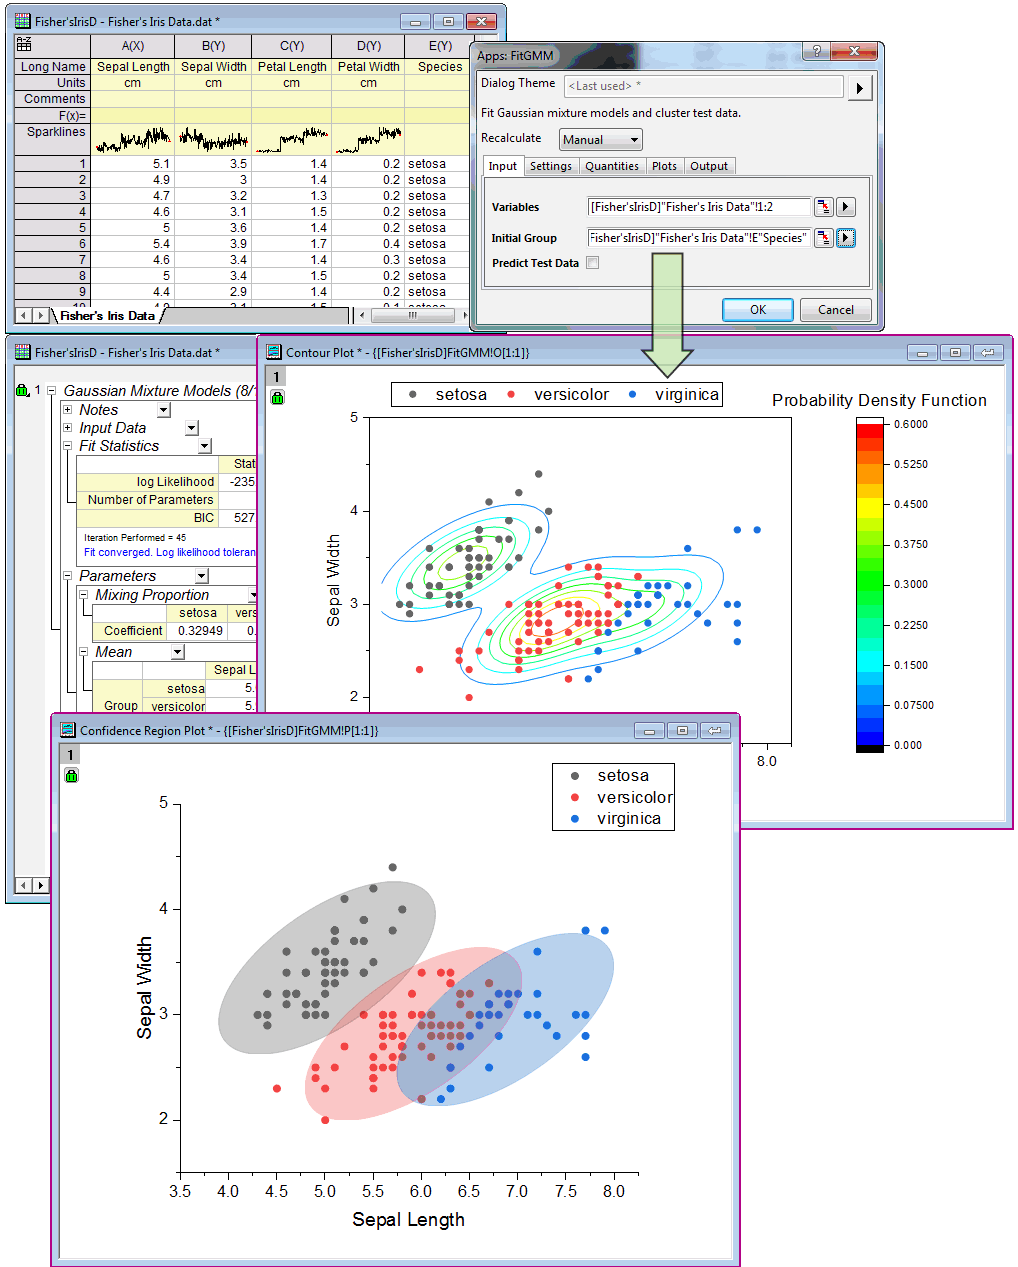 Fisher'sIrisD - Fisher's Iris Data.dat *
A(X) B(Y) C(Y) D(Y) E(Y)
Long Name Sepal Length Sepal Width Petal Length Petal Width Species
Units cm cm cm cm
Comments
F(x)=
Sparklines
1 5.1 3.5 1.4 0.2 setosa
2 4.9 3 1.4 0.2 setosa
3 4.7 3.2 1.3 0.2 setosa
4 4.6 3.1 1.5 0.2 setosa
5 5 3.6 1.4 0.2 setosa
6 5.4 3.9 1.7 0.4 setosa
7 4.6 3.4 1.4 0.3 setosa
8 5 3.4 1.5 0.2 setosa
9 4.4 2.9 1.4 0.2 setosa
Fisher's Iris Data
Apps: FitGMM
Dialog Theme <Last used> *
Fit Gaussian mixture models and cluster test data.
Recalculate Manual
Input Settings Quantities Plots Output
Variables [Fisher'sIrisD]"Fisher's Iris Data"!1:2
Initial Group Fisher'sIrisD]"Fisher's Iris Data"!E"Species"
Predict Test Data
OK Cancel
Fisher'sIrisD - Fisher's Iris Data.dat *
1 Gaussian Mixture Models (8/
Notes
Input Data
Fit Statistics
Stat
log Likelihood -235
Number of Parameters
BIC 527
Iteration Performed = 45
Fit converged. Log likelihood toleran
Parameters
Mixing Proportion
setosa vers
Coefficient 0.32949 0.
Mean
Sepal L
setosa 5.
Group versicolor 5.
Contour Plot * - {[Fisher'sIrisD]FitGMM!O[1:1]}
1
setosa versicolor virginica
Probability Density Function
0.6000
0.5250
0.4500
0.3750
0.3000
0.2250
0.1500
0.07500
0.000
5
4
3
2
Sepal Width
8.0
Confidence Region Plot * - {[Fisher'sIrisD]FitGMM!P[1:1]}
1
setosa
versicolor
virginica
5
4
3
2
Sepal Width
3.5 4.0 5.0 5.5 6.0 6.5 7.0 7.5 8.0
Sepal Length